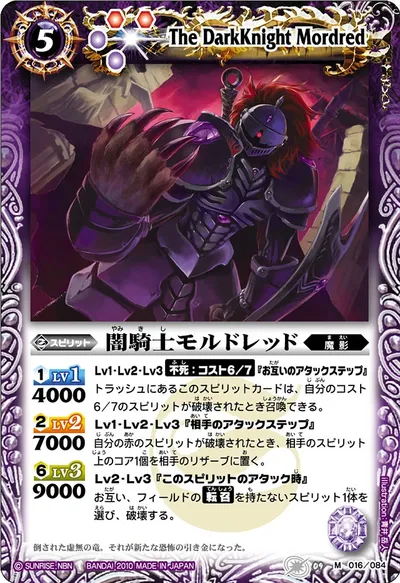 5
The DarkKnight Mordred
スピリット
やみ き し
闇騎士モルドレッド
ま えい
魔影
1 LV1
4000
2 LV2
7000
6 LV3
9000
Lv1・Lv2・Lv3 不死:コスト6/7 『お互いのアタックステップ』
トラッシュにあるこのスピリットカードは、自分のコスト
6/7のスピリットが破壊されたとき召喚できる。
Lv1・Lv2・Lv3『相手のアタックステップ』
自分の赤のスピリットが破壊されたとき、相手のスピリット
上のコア1個を相手のリザーブに置く。
Lv2・Lv3『このスピリットのアタック時』
お互い、フィールドの転召を持たないスピリット1体を
選び、破壊する。
倒された虚無の竜。それが新たな恐怖の引き金になった。
©SUNRISE,NBN BANDAI 2010 MADE IN JAPAN
09 M 016/084